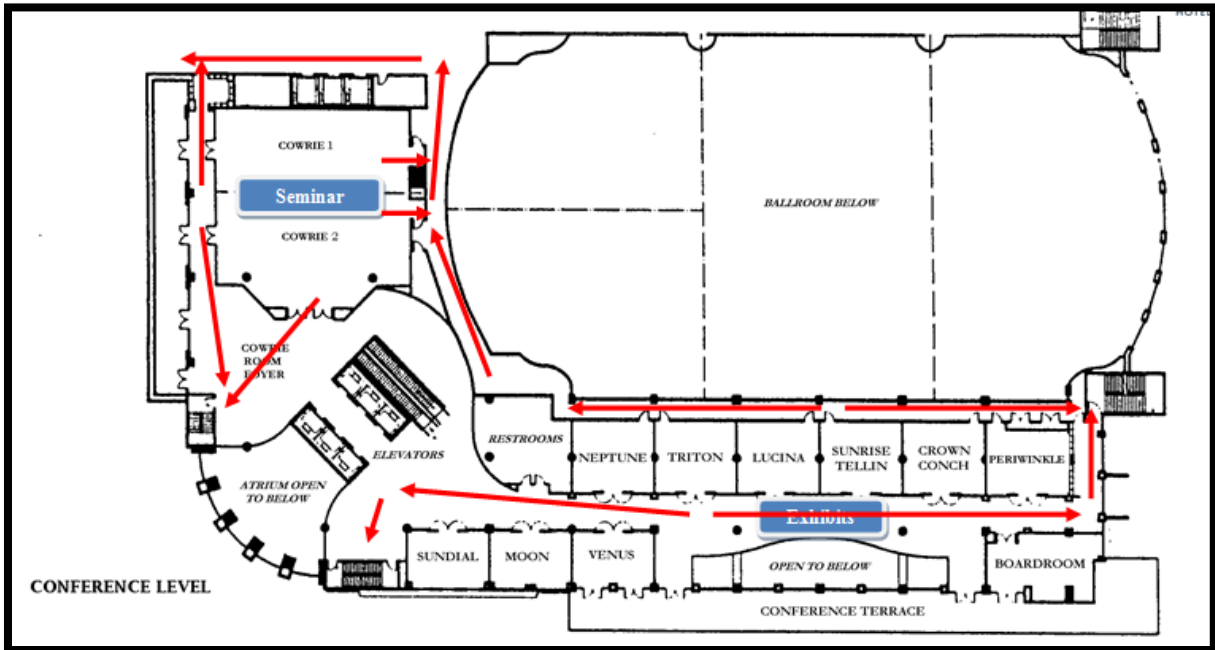 HOTEL
COWRIE 1
Seminar
COWRIE 2
BALLROOM BELOW
COWRIE
ROOM
FOYER
RESTROOMS
ELEVATORS
NEPTUNE
TRITON
LUCINA
SUNRISE
TELLIN
CROWN
CONCH
PERIWINKLE
ATRIUM OPEN
TO BELOW
Exhibits
SUNDIAL
MOON
VENUS
OPEN TO BELOW
BOARDROOM
CONFERENCE LEVEL
CONFERENCE TERRACE